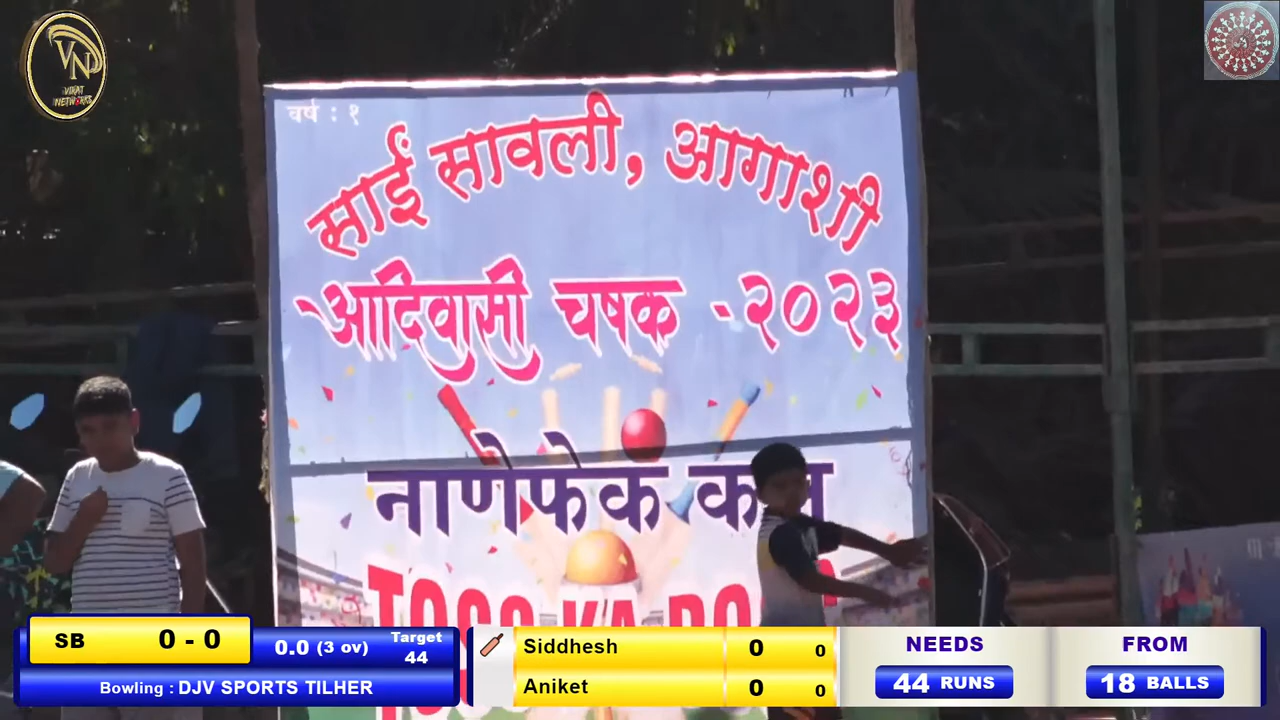 VN
VIRAT
NETWORKS
वर्ष : १
साई सावली, आगाशी
आदिवासी चषक - २०२३
नाणेफेक
SB 0 - 0
0.0 (3 ov)
Target
44
Bowling : DJV SPORTS TILHER
Siddhesh 0 0
Aniket 0 0
NEEDS
44 RUNS
FROM
18 BALLS